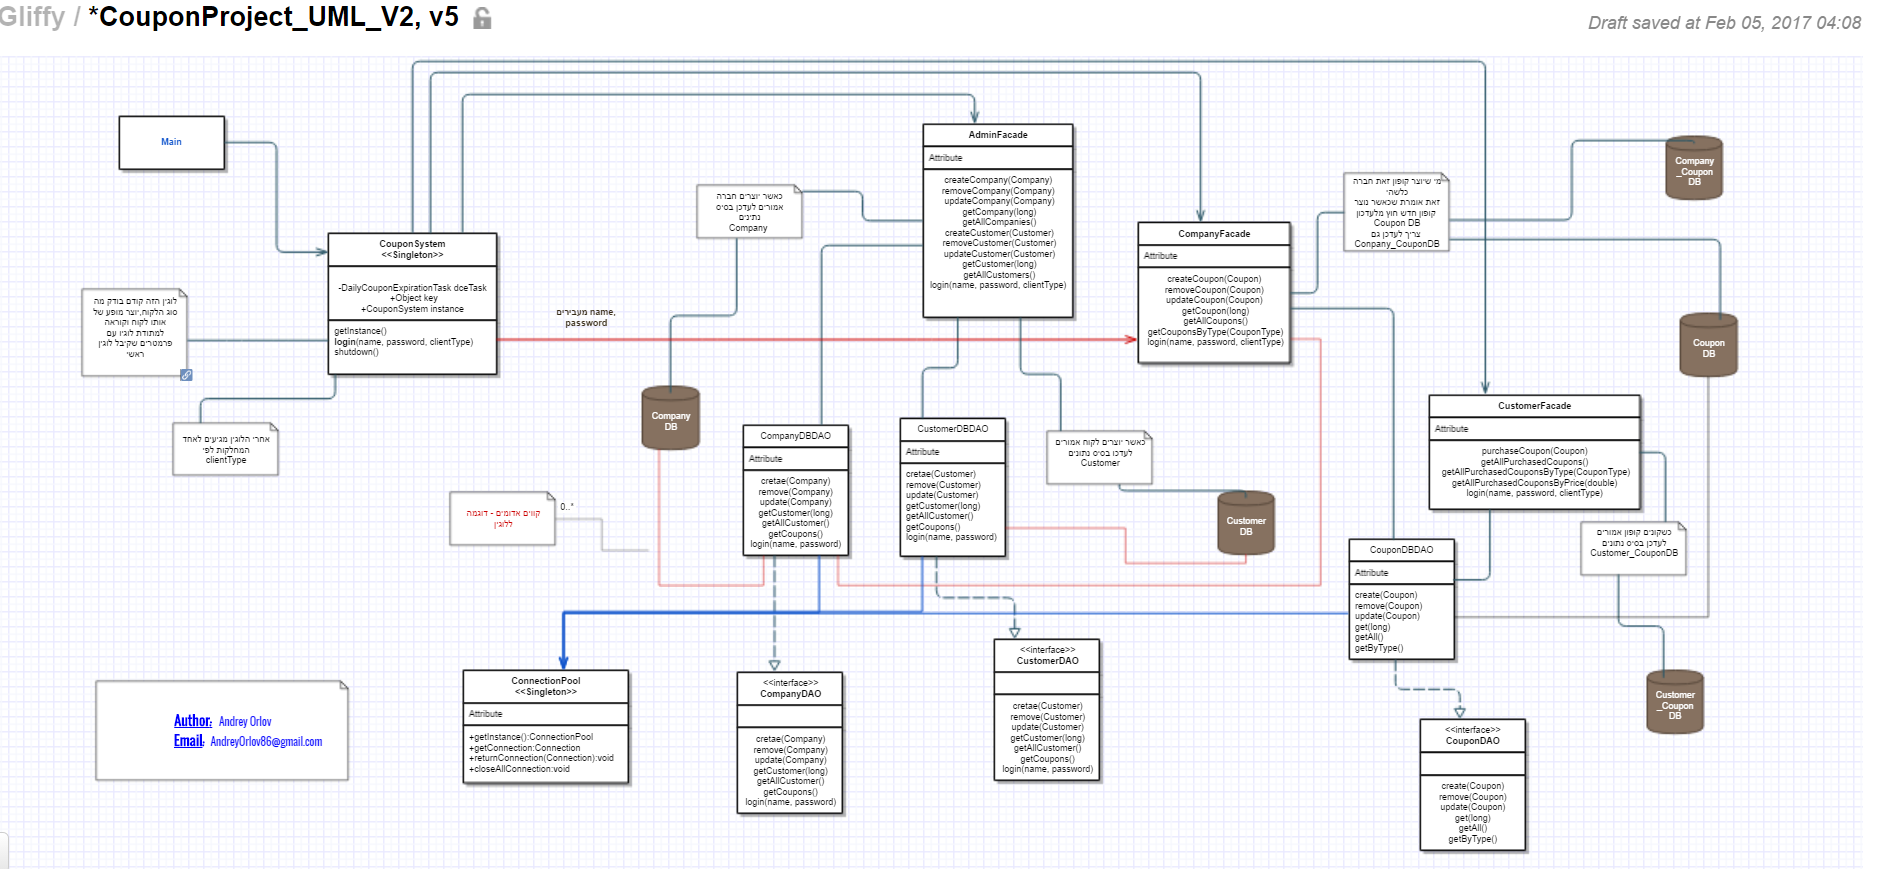 Gliffy / *CouponProject_UML_V2, v5
Draft saved at Feb 05, 2017 04:08
Main
CouponSystem
<<Singleton>>
-DailyCouponExpirationTask dceTask
+Object key
+CouponSystem instance
getInstance()
login(name, password, clientType)
shutdown()
לוגין הזה קודם בודק מה
סוג הלקוח,יוצר מופע של
אותו לקוח וקוראה
למתודת לוגין עם
פרמטרים שקיבל לוגין
ראשי
אחרי הלוגין מגיעים לאחד
המחלקות לפי
clientType
מעבירים name,
password
כאשר יוצרים חברה
אמורים לעדכן בסיס
נתינים
Company
AdminFacade
Attribute
createCompany(Company)
removeCompany(Company)
updateCompany(Company)
getCompany(long)
getAllCompanies()
createCustomer(Customer)
removeCustomer(Customer)
updateCustomer(Customer)
getCustomer(long)
getAllCustomers()
login(name, password, clientType)
CompanyFacade
Attribute
createCoupon(Coupon)
removeCoupon(Coupon)
updateCoupon(Coupon)
getCoupon(long)
getAllCoupons()
getCouponsByType(CouponType)
login(name, password, clientType)
מי שיוצר קופון זאת חברה
כלשהי
זאת אומרת שכאשר נוצר
קופון חדש חוץ מלעדכון
Coupon DB
צריך לעדכן גם
Conpany_CouponDB
Company
_Coupon
DB
Coupon
DB
CustomerFacade
Attribute
purchaseCoupon(Coupon)
getAllPurchasedCoupons()
getAllPurchasedCouponsByType(CouponType)
getAllPurchasedCouponsByPrice(double)
login(name, password, clientType)
כשקונים קופון אמורים
לעדכן בסיס נתונים
Customer_CouponDB
Customer
_Coupon
DB
Company
DB
CompanyDBDAO
Attribute
cretae(Company)
remove(Company)
update(Company)
getCustomer(long)
getAllCustomer()
getCoupons()
login(name, password)
CustomerDBDAO
Attribute
cretae(Customer)
remove(Customer)
update(Customer)
getCustomer(long)
getAllCustomer()
getCoupons()
login(name, password)
כאשר יוצרים לקוח אמורים
לעדכן בסיס נתונים
Customer
Customer
DB
קווים אדומים - דוגמה
ללוגין
0..*
CouponDBDAO
Attribute
create(Coupon)
remove(Coupon)
update(Coupon)
get(long)
getAll()
getByType()
ConnectionPool
<<Singleton>>
Attribute
+getInstance():ConnectionPool
+getConnection:Connection
+returnConnection(Connection):void
+closeAllConnection:void
<<interface>>
CompanyDAO
cretae(Company)
remove(Company)
update(Company)
getCustomer(long)
getAllCustomer()
getCoupons()
login(name, password)
<<interface>>
CustomerDAO
cretae(Customer)
remove(Customer)
update(Customer)
getCustomer(long)
getAllCustomer()
getCoupons()
login(name, password)
<<interface>>
CouponDAO
create(Coupon)
remove(Coupon)
update(Coupon)
get(long)
getAll()
getByType()
Author: Andrey Orlov
Email: AndreyOrlov86@gmail.com